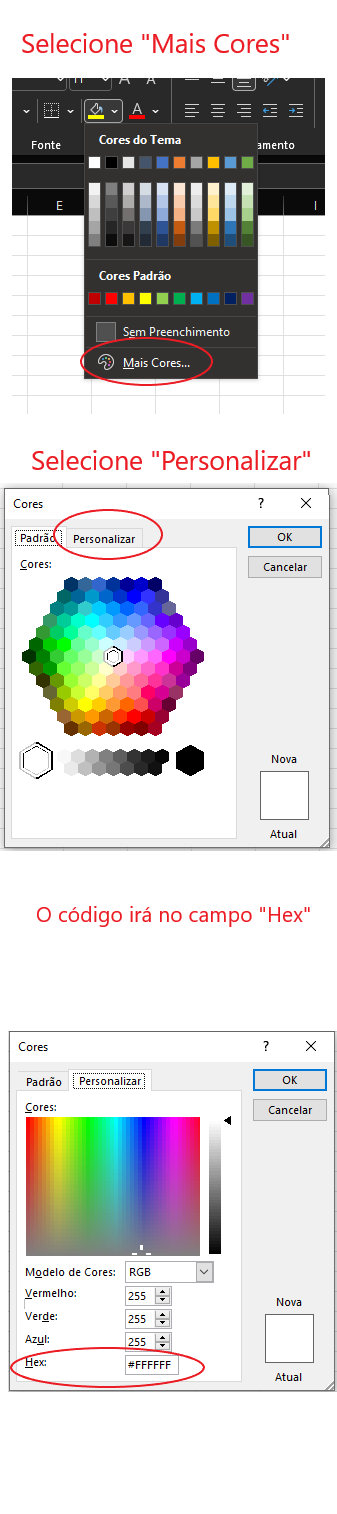 Selecione "Mais Cores"
A
Fonte
amento
Cores do Tema
E
I
Cores Padrão
Sem Preenchimento
Mais Cores...
Selecione "Personalizar"
Cores ? ×
Padrão Personalizar
OK
Cores:
Cancelar
Nova
Atual
O código irá no campo "Hex"
Cores ? ×
Padrão Personalizar
OK
Cores:
Cancelar
Modelo de Cores: RGB
Vermelho: 255
Nova
Verde: 255
Azul: 255
Hex: #FFFFFF
Atual